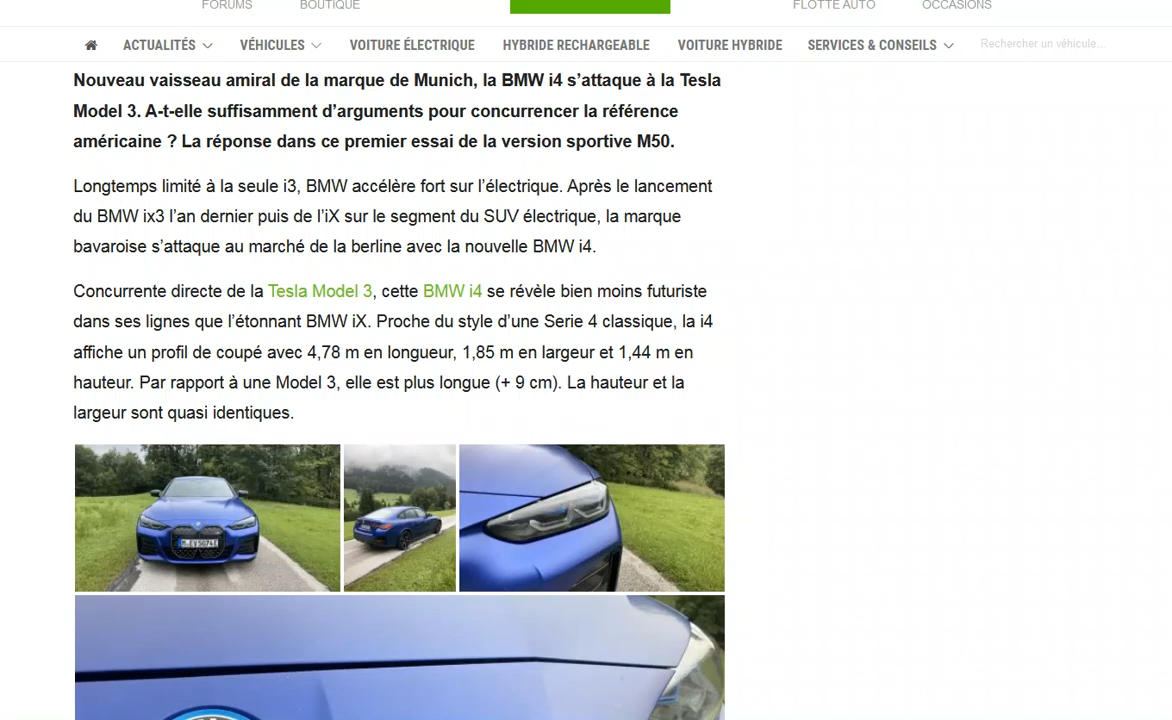 FORUMS BOUTIQUE FLOTTE AUTO OCCASIONS
ACTUALITÉS VÉHICULES VOITURE ÉLECTRIQUE HYBRIDE RECHARGEABLE VOITURE HYBRIDE SERVICES & CONSEILS Rechercher un véhicule...
Nouveau vaisseau amiral de la marque de Munich, la BMW i4 s’attaque à la Tesla
Model 3. A-t-elle suffisamment d’arguments pour concurrencer la référence
américaine ? La réponse dans ce premier essai de la version sportive M50.
Longtemps limité à la seule i3, BMW accélère fort sur l’électrique. Après le lancement
du BMW ix3 l’an dernier puis de l’iX sur le segment du SUV électrique, la marque
bavaroise s’attaque au marché de la berline avec la nouvelle BMW i4.
Concurrente directe de la Tesla Model 3, cette BMW i4 se révèle bien moins futuriste
dans ses lignes que l’étonnant BMW iX. Proche du style d’une Serie 4 classique, la i4
affiche un profil de coupé avec 4,78 m en longueur, 1,85 m en largeur et 1,44 m en
hauteur. Par rapport à une Model 3, elle est plus longue (+ 9 cm). La hauteur et la
largeur sont quasi identiques.